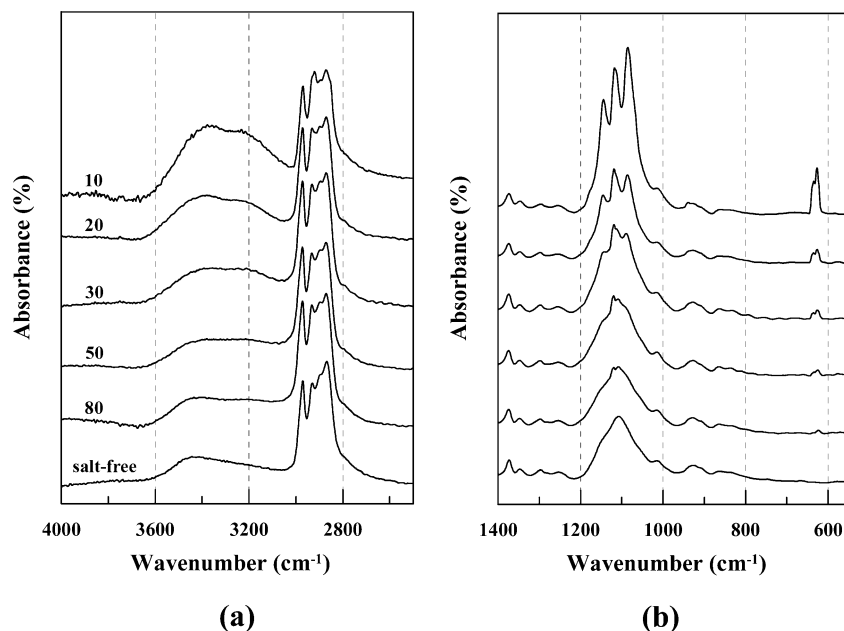 Absorbance (%)
10
20
30
50
80
salt-free
4000 3600 3200 2800
Wavenumber (cm-1)
(a)
Absorbance (%)
1400 1200 1000 800 600
Wavenumber (cm-1)
(b)